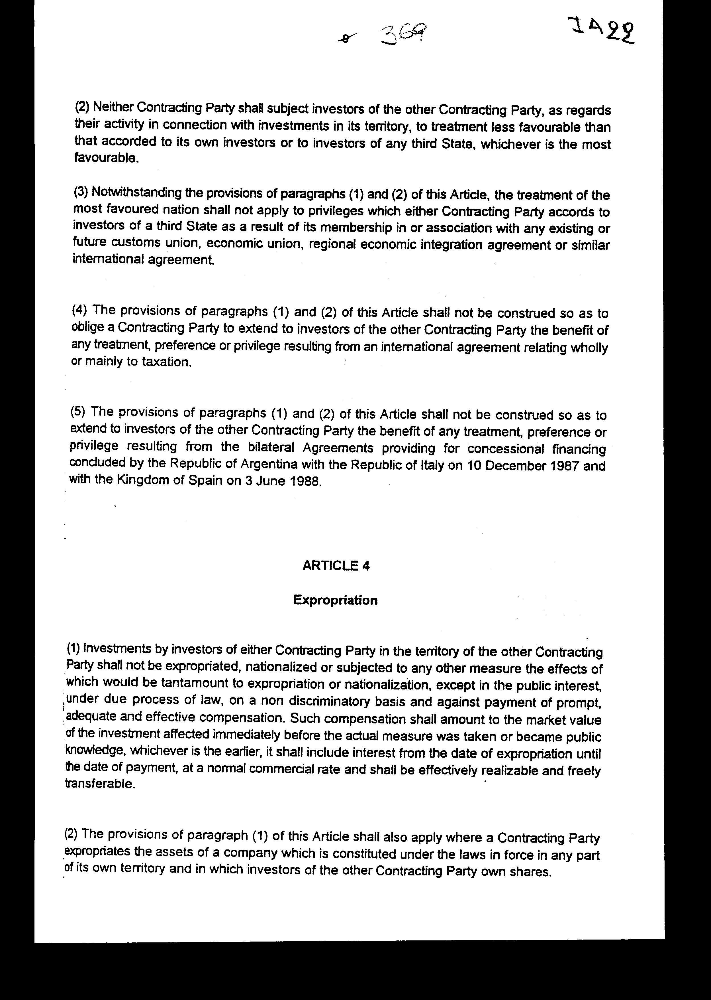 369
IA22
(2) Neither Contracting Party shall subject investors of the other Contracting Party, as regards
their activity in connection with investments in its territory, to treatment less favourable than
that accorded to its own investors or to investors of any third State, whichever is the most
favourable.
(3) Notwithstanding the provisions of paragraphs (1) and (2) of this Article, the treatment of the
most favoured nation shall not apply to privileges which either Contracting Party accords to
investors of a third State as a result of its membership in or association with any existing or
future customs union, economic union, regional economic integration agreement or similar
international agreement.
(4) The provisions of paragraphs (1) and (2) of this Article shall not be construed so as to
oblige a Contracting Party to extend to investors of the other Contracting Party the benefit of
any treatment, preference or privilege resulting from an international agreement relating wholly
or mainly to taxation.
(5) The provisions of paragraphs (1) and (2) of this Article shall not be construed so as to
extend to investors of the other Contracting Party the benefit of any treatment, preference or
privilege resulting from the bilateral Agreements providing for concessional financing
concluded by the Republic of Argentina with the Republic of Italy on 10 December 1987 and
with the Kingdom of Spain on 3 June 1988.
ARTICLE 4
Expropriation
(1) Investments by investors of either Contracting Party in the territory of the other Contracting
Party shall not be expropriated, nationalized or subjected to any other measure the effects of
which would be tantamount to expropriation or nationalization, except in the public interest,
under due process of law, on a non discriminatory basis and against payment of prompt,
adequate and effective compensation. Such compensation shall amount to the market value
of the investment affected immediately before the actual measure was taken or became public
knowledge, whichever is the earlier, it shall include interest from the date of expropriation until
the date of payment, at a normal commercial rate and shall be effectively realizable and freely
transferable.
(2) The provisions of paragraph (1) of this Article shall also apply where a Contracting Party
expropriates the assets of a company which is constituted under the laws in force in any part
of its own territory and in which investors of the other Contracting Party own shares.